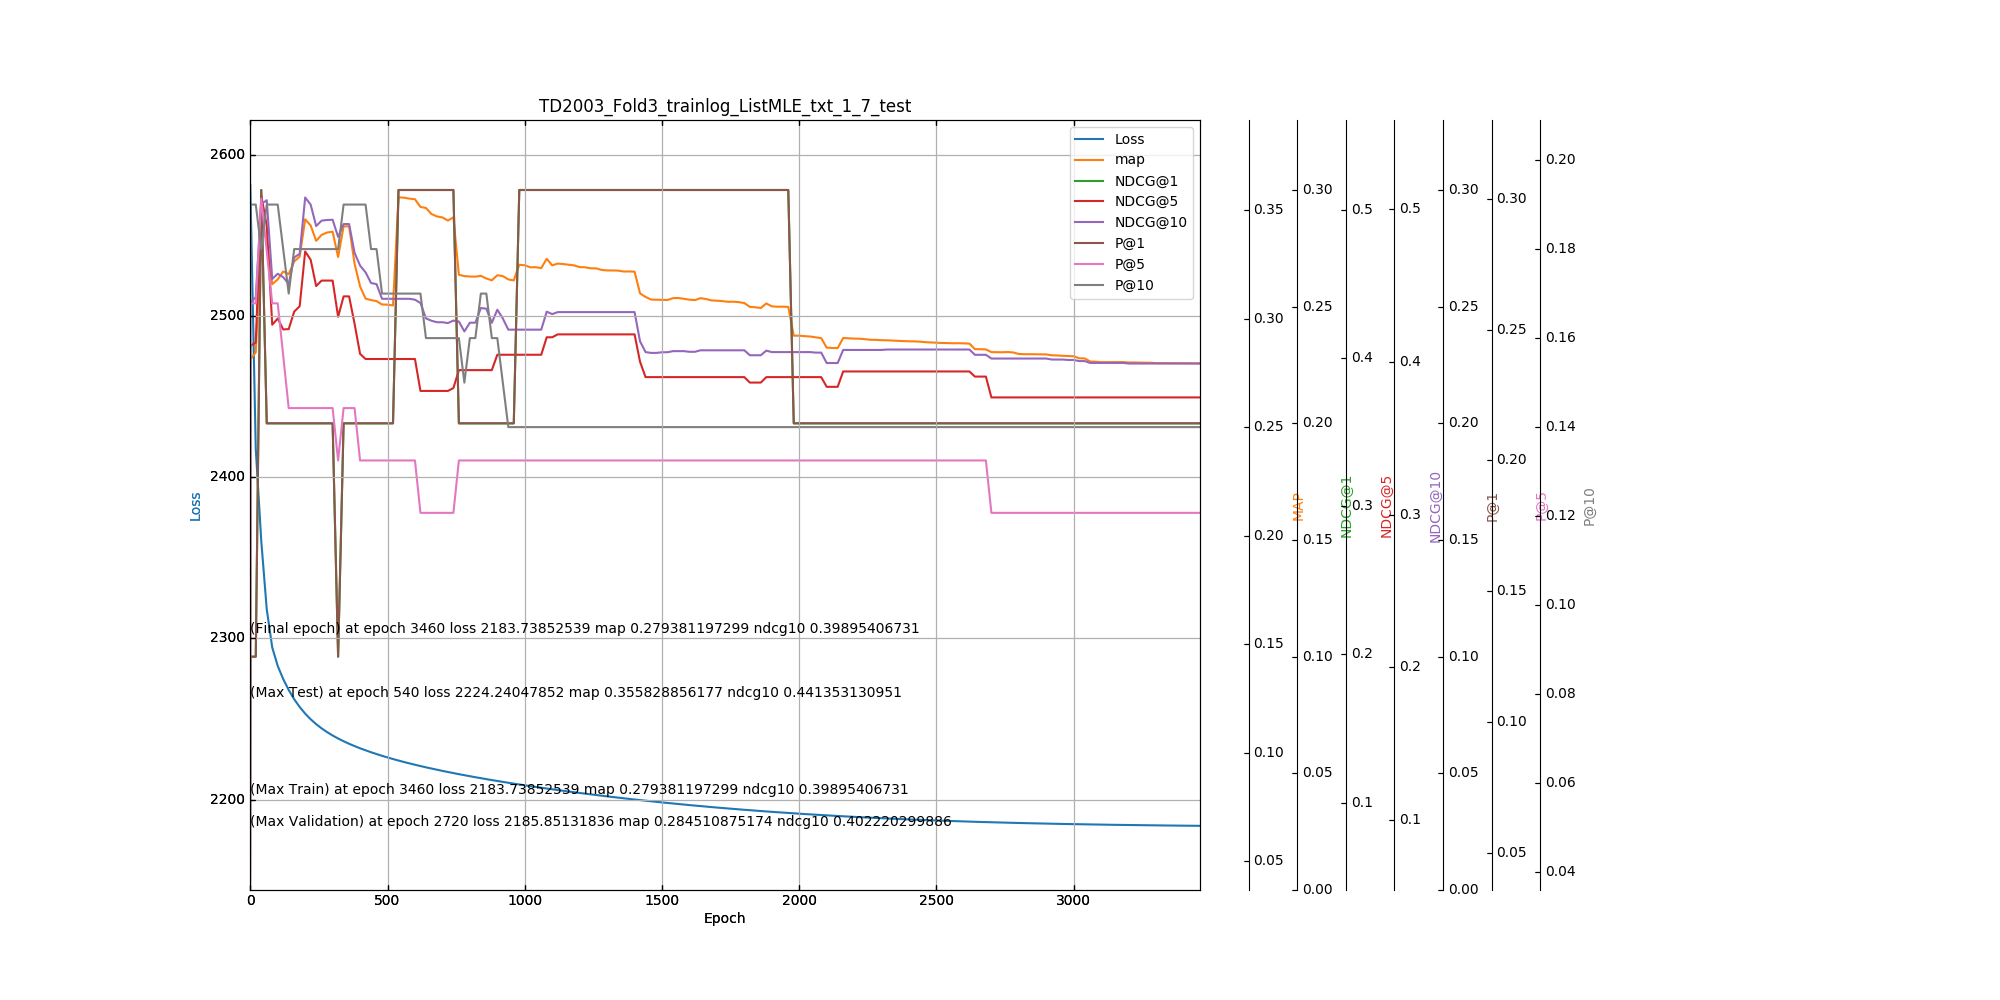 TD2003_Fold3_trainlog_ListMLE_txt_1_7_test
Loss
map
NDCG@1
NDCG@5
NDCG@10
P@1
P@5
P@10
2600
2500
2400
2300
2200
Loss
(Final epoch) at epoch 3460 loss 2183.73852539 map 0.279381197299 ndcg10 0.39895406731
(Max Test) at epoch 540 loss 2224.24047852 map 0.355828856177 ndcg10 0.441353130951
(Max Train) at epoch 3460 loss 2183.73852539 map 0.279381197299 ndcg10 0.39895406731
(Max Validation) at epoch 2720 loss 2185.85131836 map 0.284510875174 ndcg10 0.402220299886
0 500 1000 1500 2000 2500 3000
Epoch
0.35
0.30
0.25
0.20
0.15
0.10
0.05
MAP
0.30
0.25
0.20
0.15
0.10
0.05
0.00
NDCG@1
0.5
0.4
0.3
0.2
0.1
NDCG@5
0.5
0.4
0.3
0.2
0.1
NDCG@10
0.30
0.25
0.20
0.15
0.10
0.05
0.00
P@1
0.30
0.25
0.20
0.15
0.10
0.05
P@5
0.20
0.18
0.16
0.14
0.12
0.10
0.08
0.06
0.04
P@10